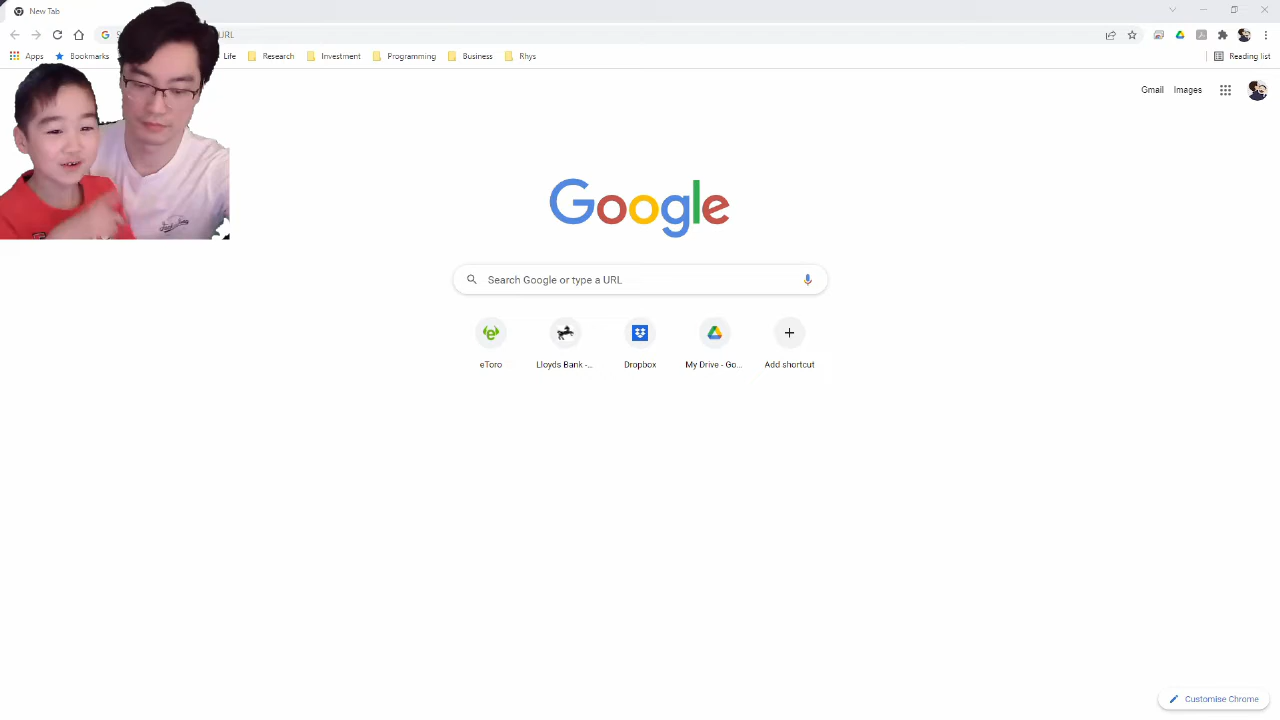 New Tab
URL
Apps Bookmarks Life Research Investment Programming Business Rhys Reading list
Gmail Images
Google
Search Google or type a URL
eToro Lloyds Bank -... Dropbox My Drive - Go... Add shortcut
Customise Chrome